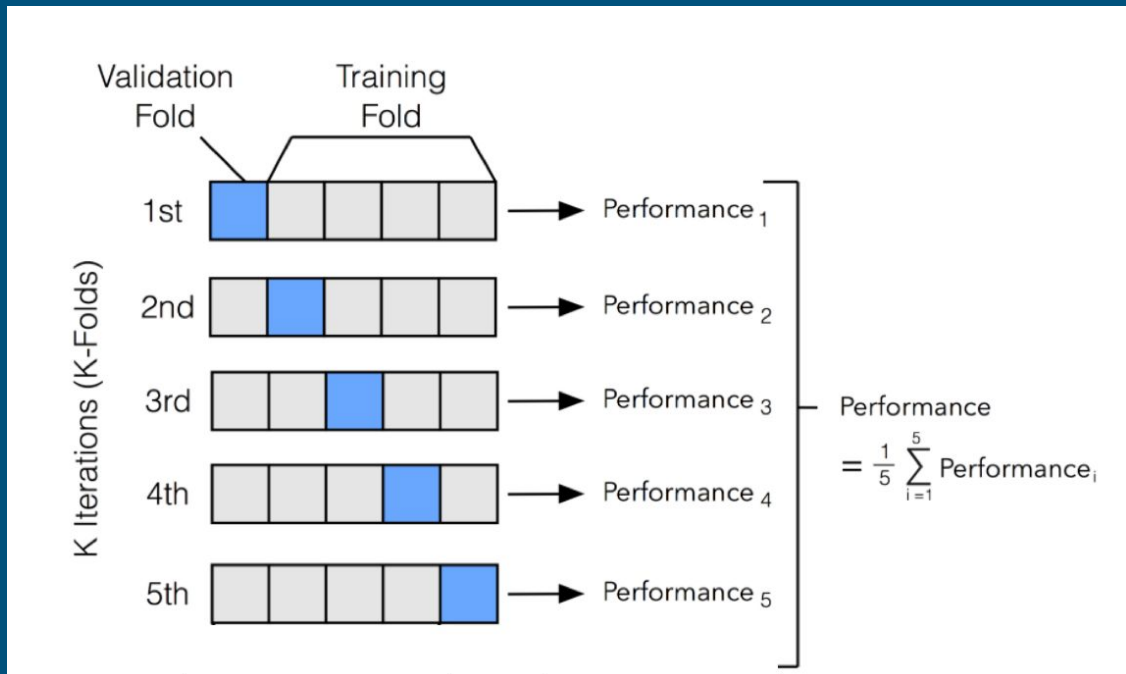 Validation
Fold
Training
Fold
K Iterations (K-Folds)
1st
Performance 1
2nd
Performance 2
3rd
Performance 3
4th
Performance 4
5th
Performance 5
Performance
= 1/5 5∑i=1 Performance i